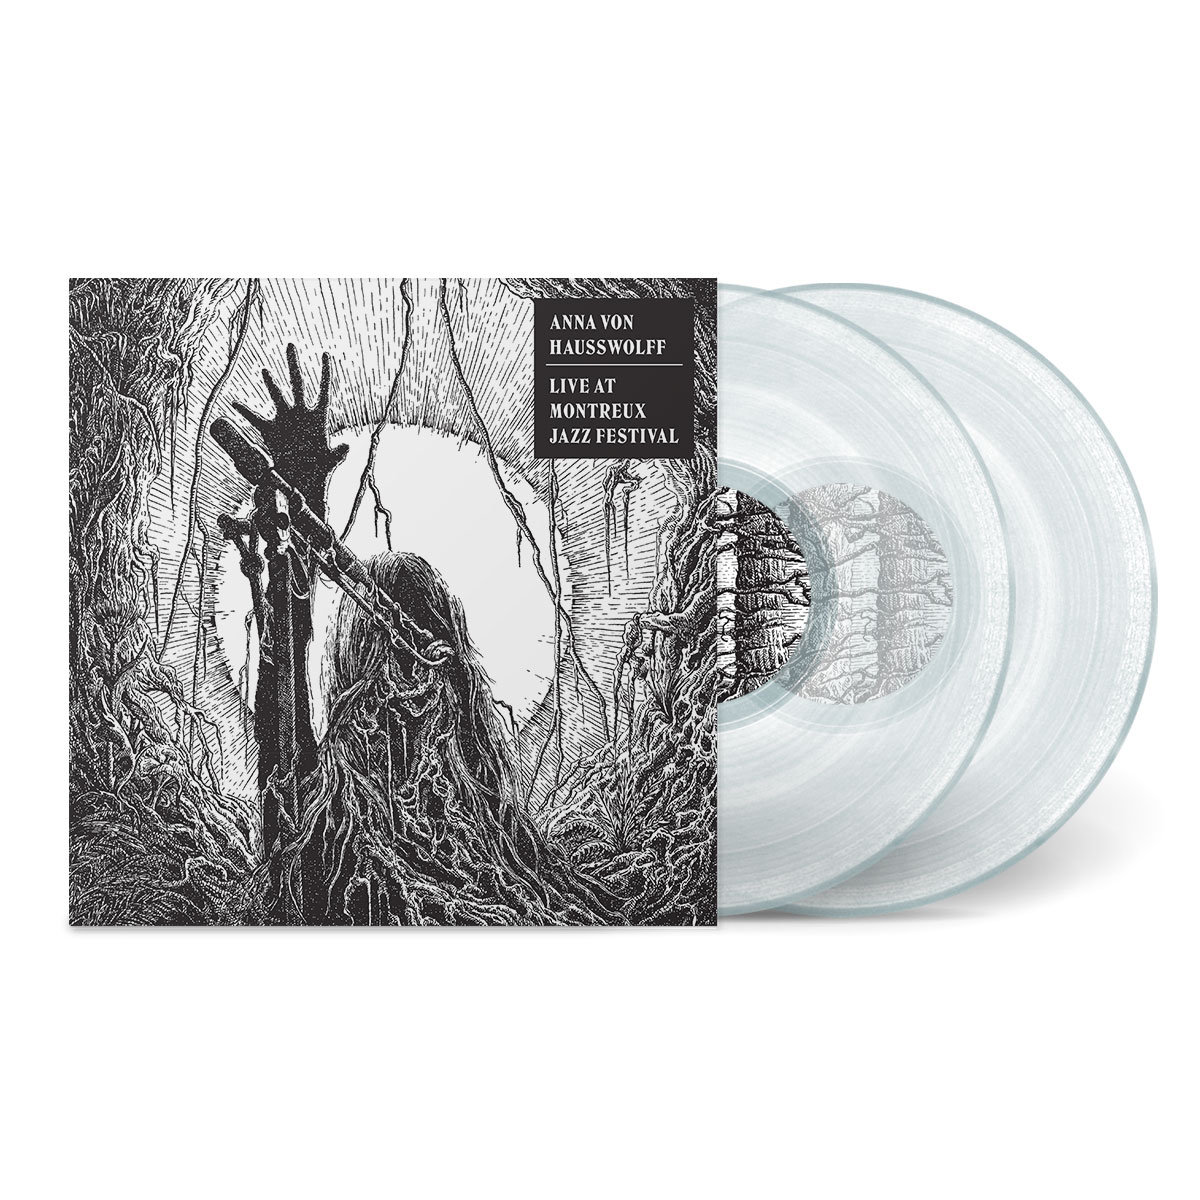 ANNA VON
HAUSSWOLFF
LIVE AT
MONTREUX
JAZZ FESTIVAL